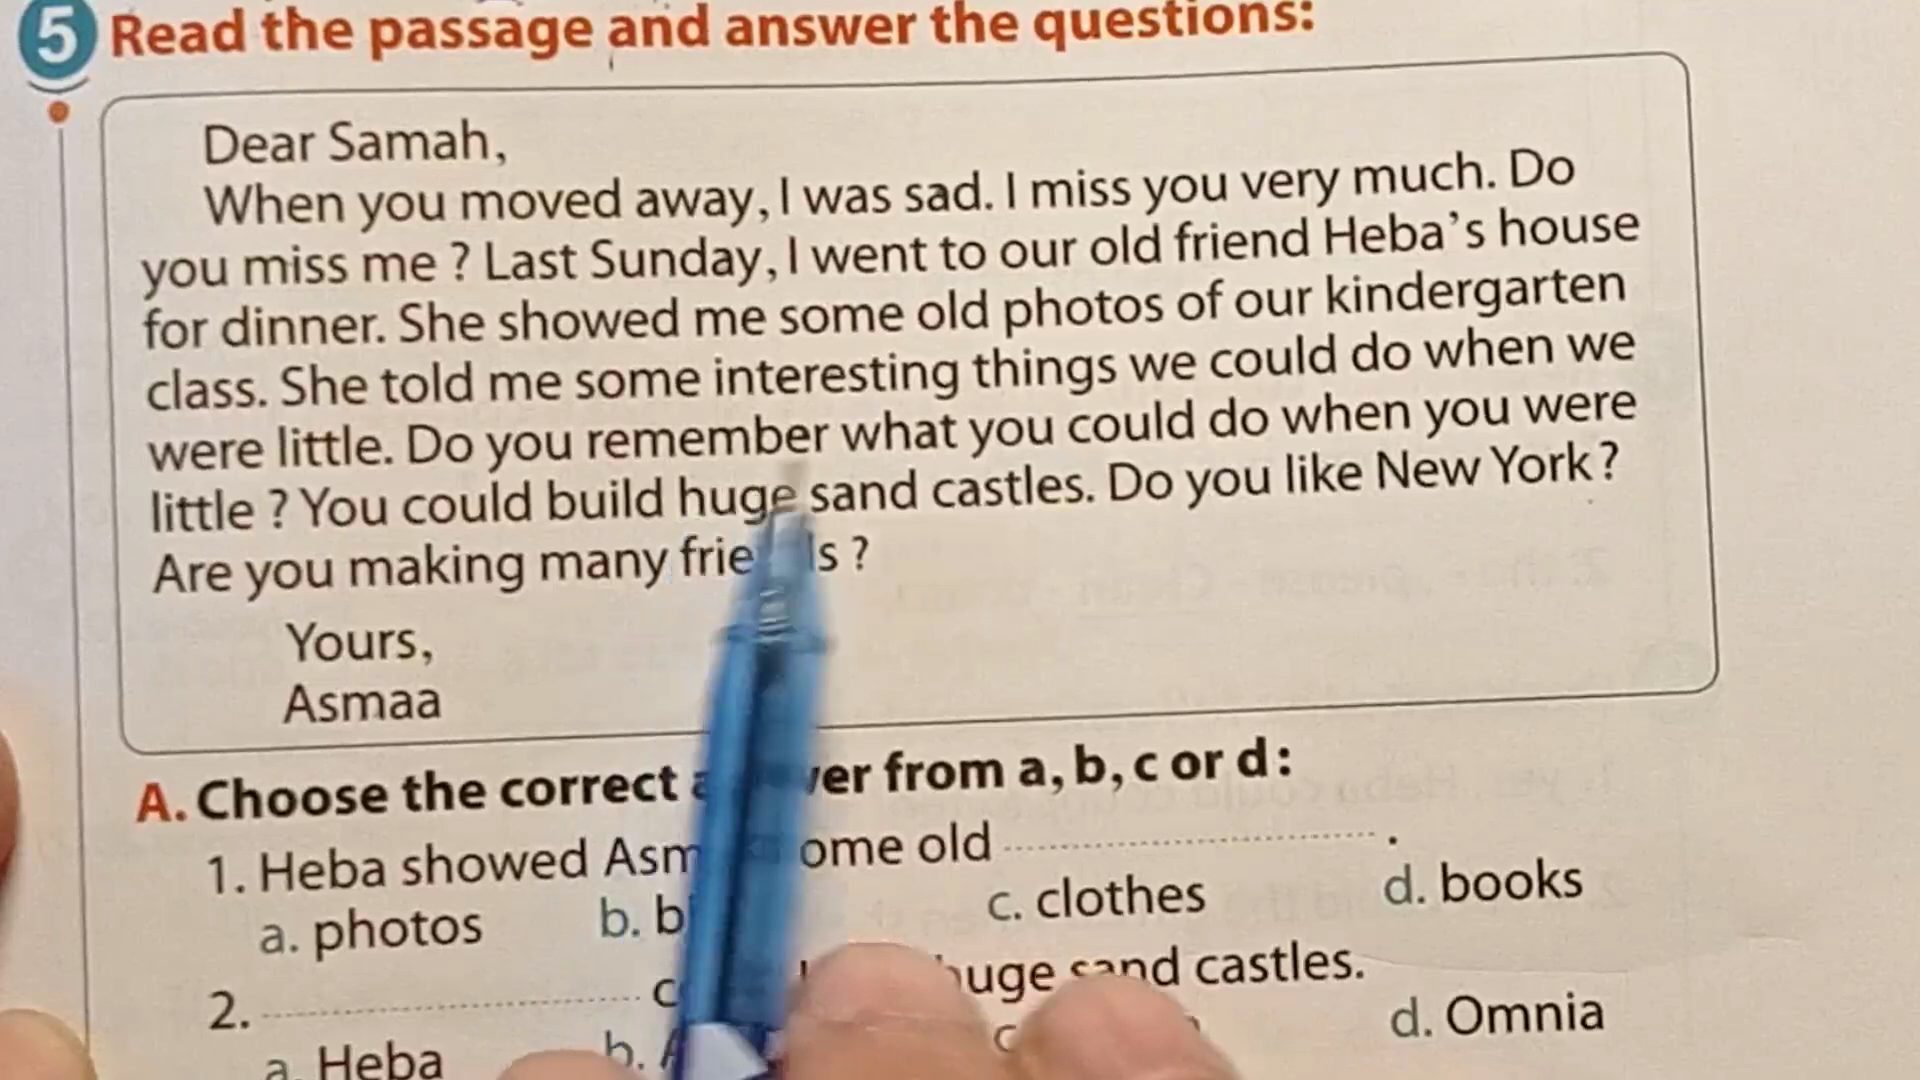 5 Read the passage and answer the questions:
Dear Samah,
When you moved away, I was sad. I miss you very much. Do
you miss me ? Last Sunday, I went to our old friend Heba's house
for dinner. She showed me some old photos of our kindergarten
class. She told me some interesting things we could do when we
were little. Do you remember what you could do when you were
little ? You could build huge sand castles. Do you like New York ?
Are you making many ?
Yours,
Asmaa
A. Choose the correct from a, b, c or d :
1. Heba showed old .
a. photos b. c. clothes d. books
2. huge sand castles.
a. Heba b. c. d. Omnia